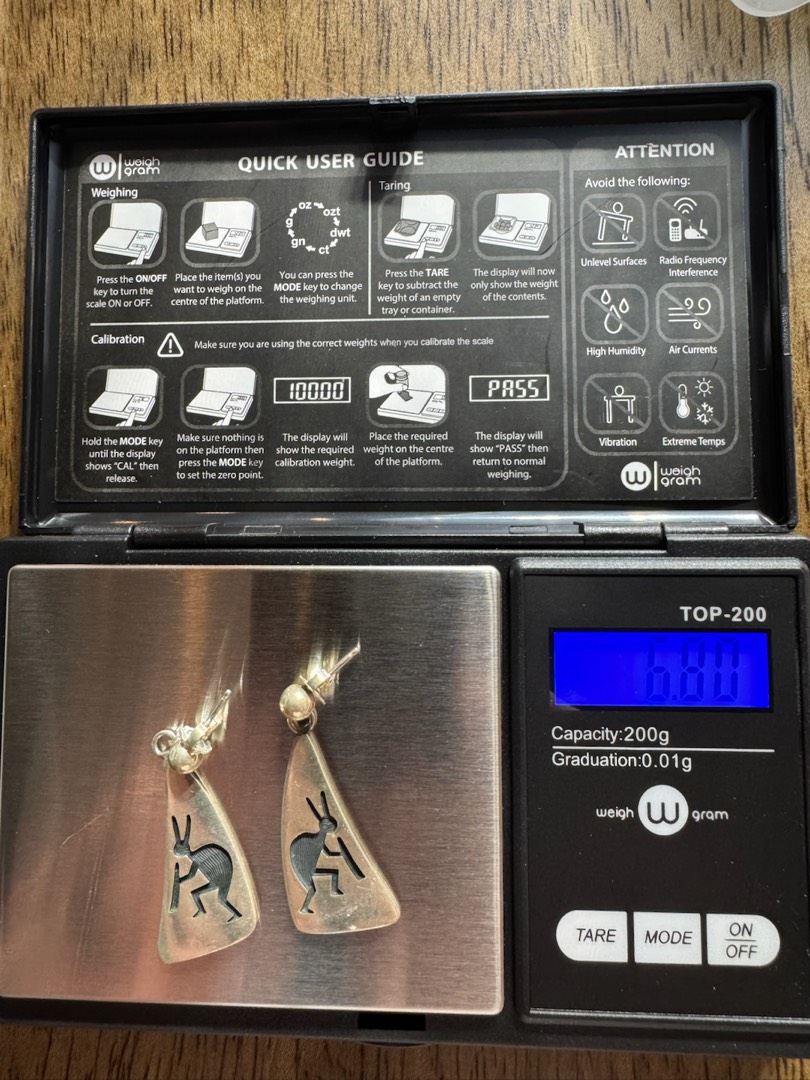 W weigh gram
QUICK USER GUIDE
ATTENTION
Weighing
Press the ON/OFF
key to turn the
scale ON or OFF.
Place the item(s) you
want to weigh on the
centre of the platform.
oz
ozt
dwt
ct
gn
g
You can press the
MODE key to change
the weighing unit.
Taring
Press the TARE
key to subtract the
weight of an empty
tray or container.
The display will now
only show the weight
of the contents.
Calibration
! Make sure you are using the correct weights when you calibrate the scale
Hold the MODE key
until the display
shows "CAL" then
release.
Make sure nothing is
on the platform then
press the MODE key
to set the zero point.
100.00
The display will
show the required
calibration weight.
Place the required
weight on the centre
of the platform.
PASS
The display will
show "PASS" then
return to normal
weighing.
Avoid the following:
Unlevel Surfaces
Radio Frequency
Interference
High Humidity
Air Currents
Vibration
Extreme Temps
W weigh gram
TOP-200
6.80
Capacity:200g
Graduation:0.01g
weigh W gram
TARE
MODE
ON
OFF